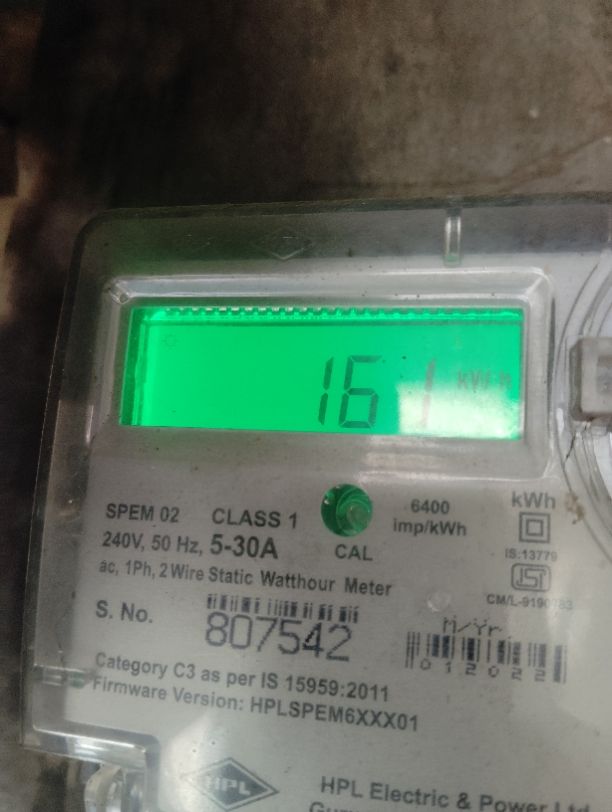 161 kWh
SPEM 02 CLASS 1
6400
imp/kWh
kWh
240V, 50 Hz, 5-30A
CAL
IS:13779
ac, 1Ph, 2 Wire Static Watthour Meter
ISI
S. No.
807542
M/Yr.
012022
Category C3 as per IS 15959:2011
Firmware Version: HPLSPEM6XXX01
HPL
HPL Electric & Power Ltd